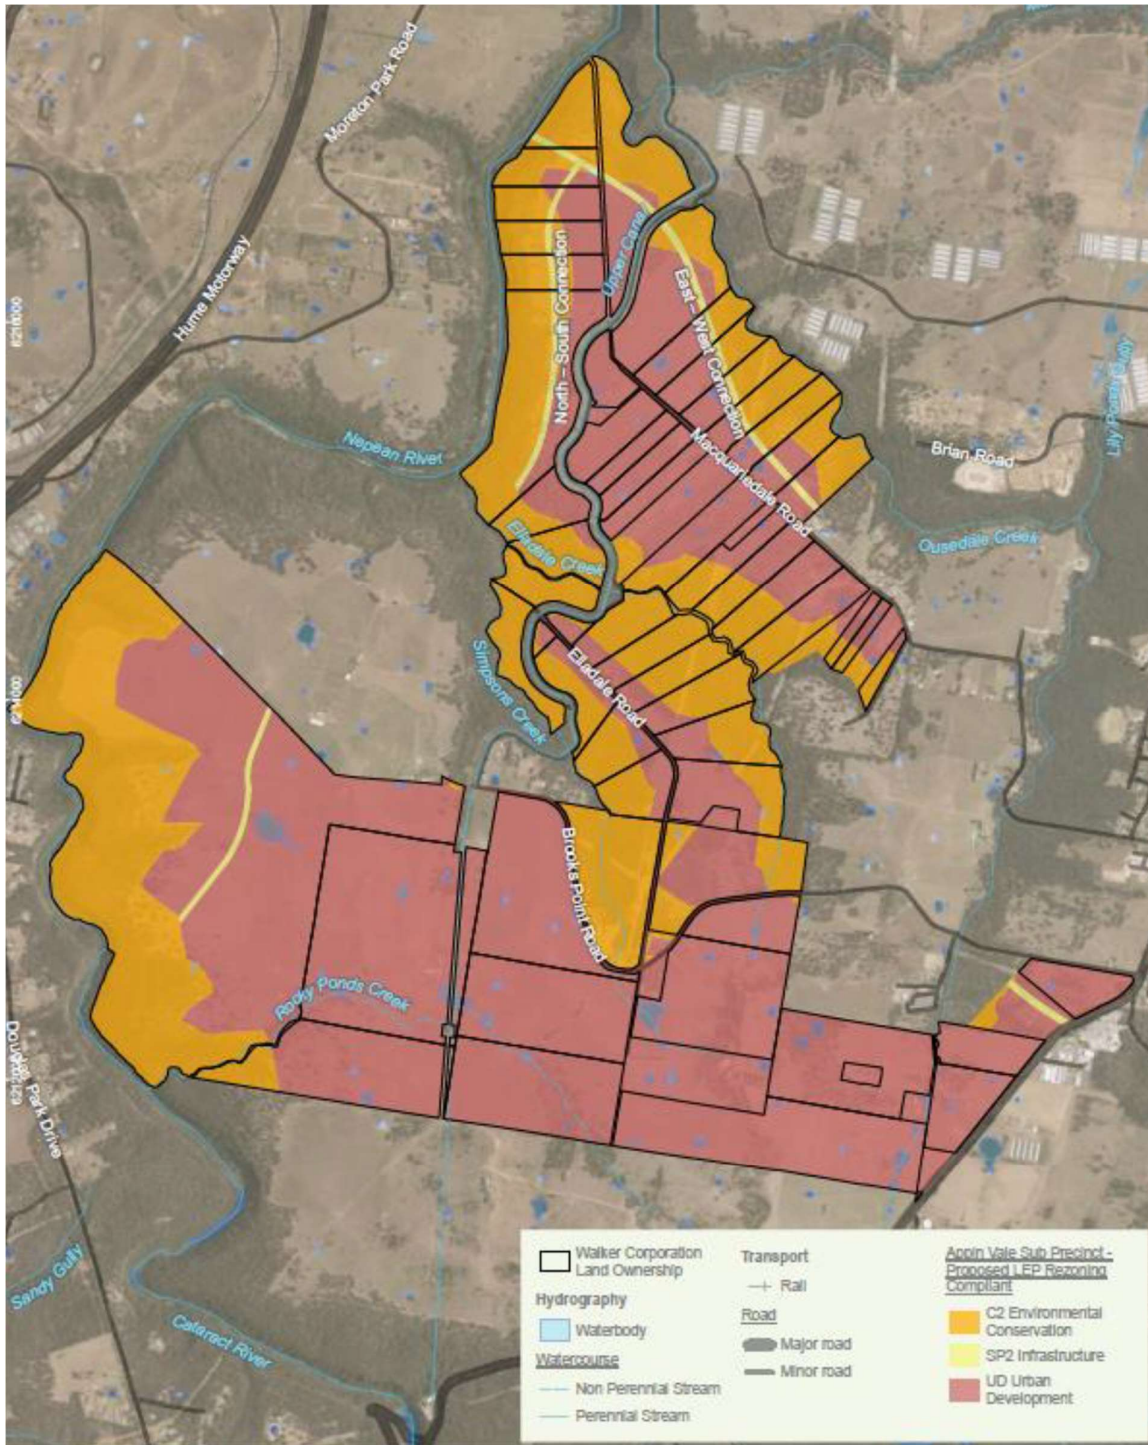 Moreton Park Road
Hume Motorway
Upper Cane
North – South Connection
East – West Connection
Nepean River
Macquariedale Road
Brian Road
Lily Ponds Gully
Ousedale Creek
Elladale Creek
Simpsons Creek
Elladale Road
Brooks Point Road
Rocky Ponds Creek
Park Drive
Sandy Gully
Cataract River
Walker Corporation
Land Ownership
Hydrography
Waterbody
Watercourse
Non Perennial Stream
Perennial Stream
Transport
Rail
Road
Major road
Minor road
Appin Vale Sub Precinct -
Proposed LEP Rezoning
Compliant
C2 Environmental
Conservation
SP2 Infrastructure
UD Urban
Development